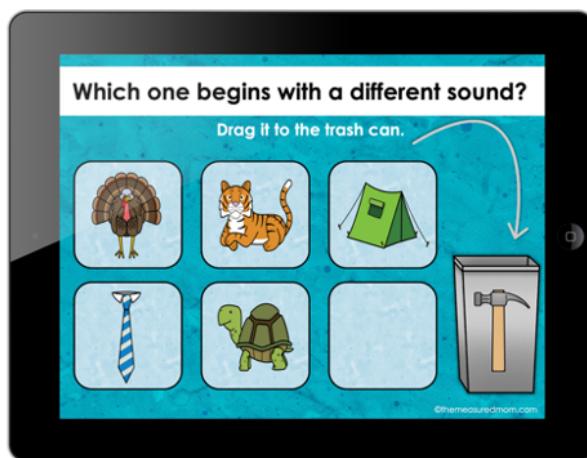 Which one begins with a different sound?
Drag it to the trash can.
©themeasuredmom.com